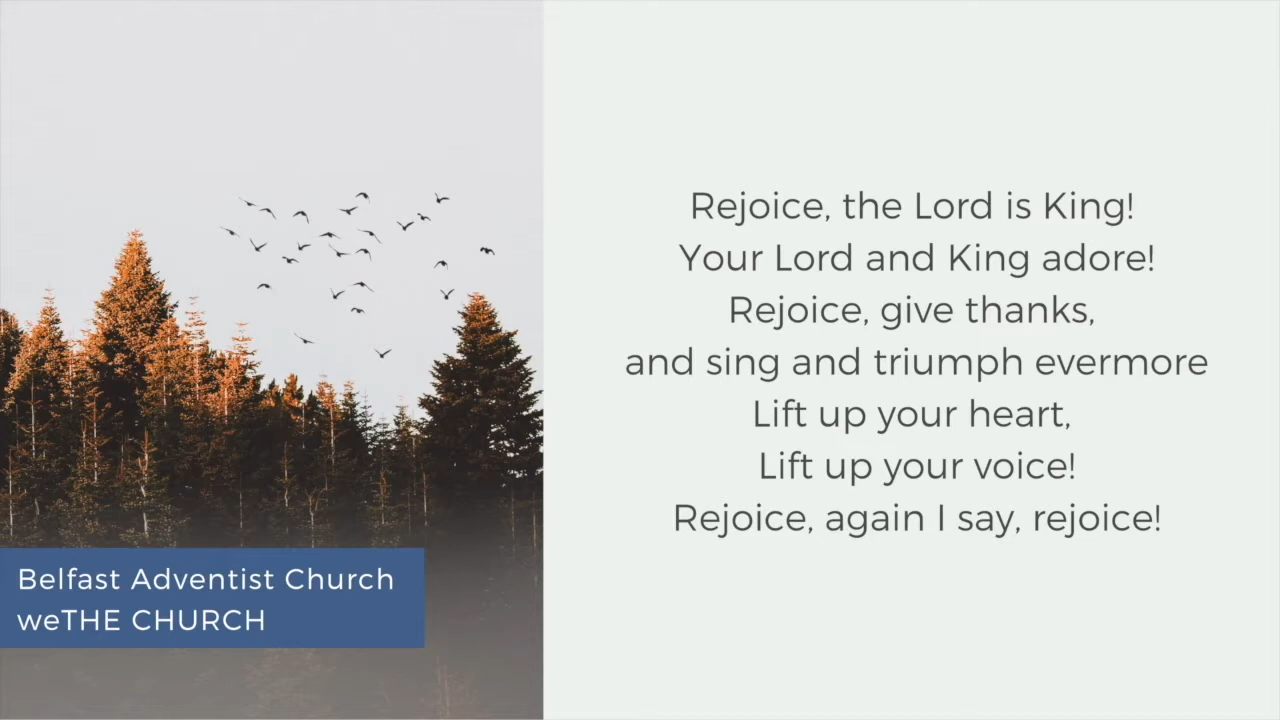 Rejoice, the Lord is King!
Your Lord and King adore!
Rejoice, give thanks,
and sing and triumph evermore
Lift up your heart,
Lift up your voice!
Rejoice, again I say, rejoice!
Belfast Adventist Church
weTHE CHURCH